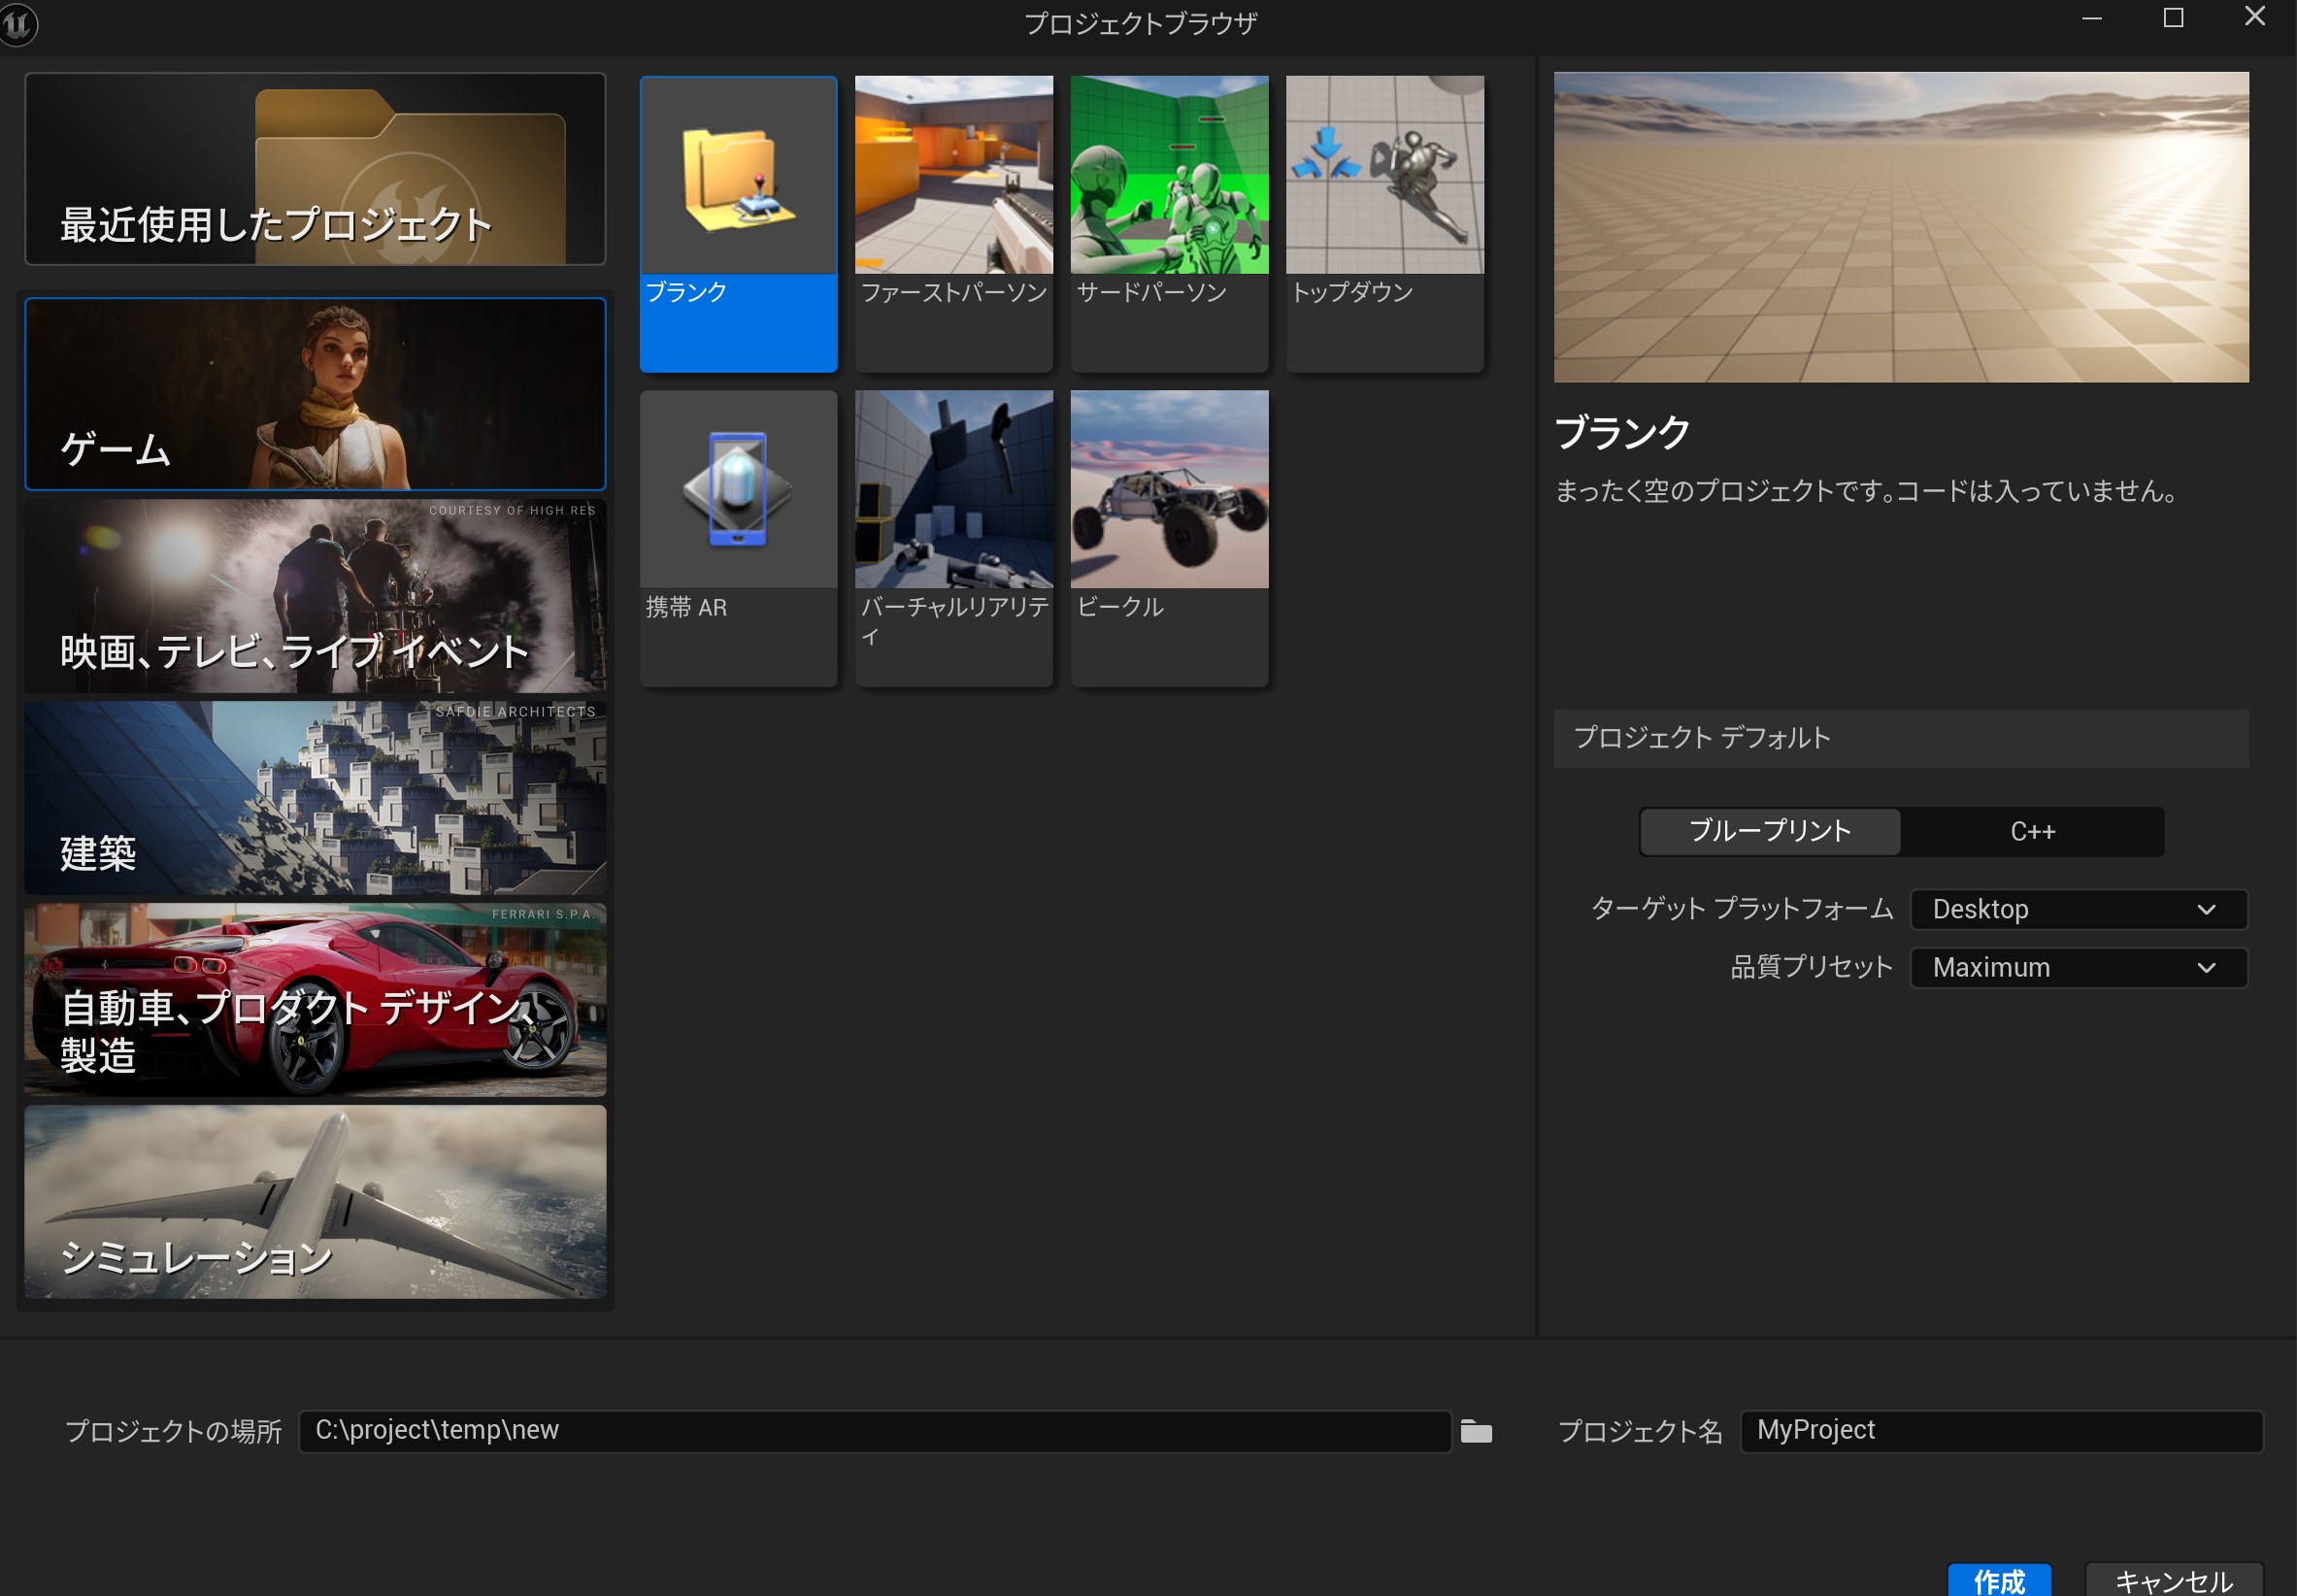 プロジェクトブラウザ
最近使用したプロジェクト
ゲーム
COURTESY OF HIGH RES
映画、テレビ、ライブ イベント
SAFDIE ARCHITECTS
建築
FERRARI S.P.A.
自動車、プロダクト デザイン、
製造
シミュレーション
ブランク
ファーストパーソン
サードパーソン
トップダウン
携帯 AR
バーチャルリアリテ
ィ
ビークル
ブランク
まったく空のプロジェクトです。コードは入っていません。
プロジェクト デフォルト
ブループリント
C++
ターゲット プラットフォーム
Desktop
品質プリセット
Maximum
プロジェクトの場所
C:\project\temp\new
プロジェクト名
MyProject
作成
キャンセル